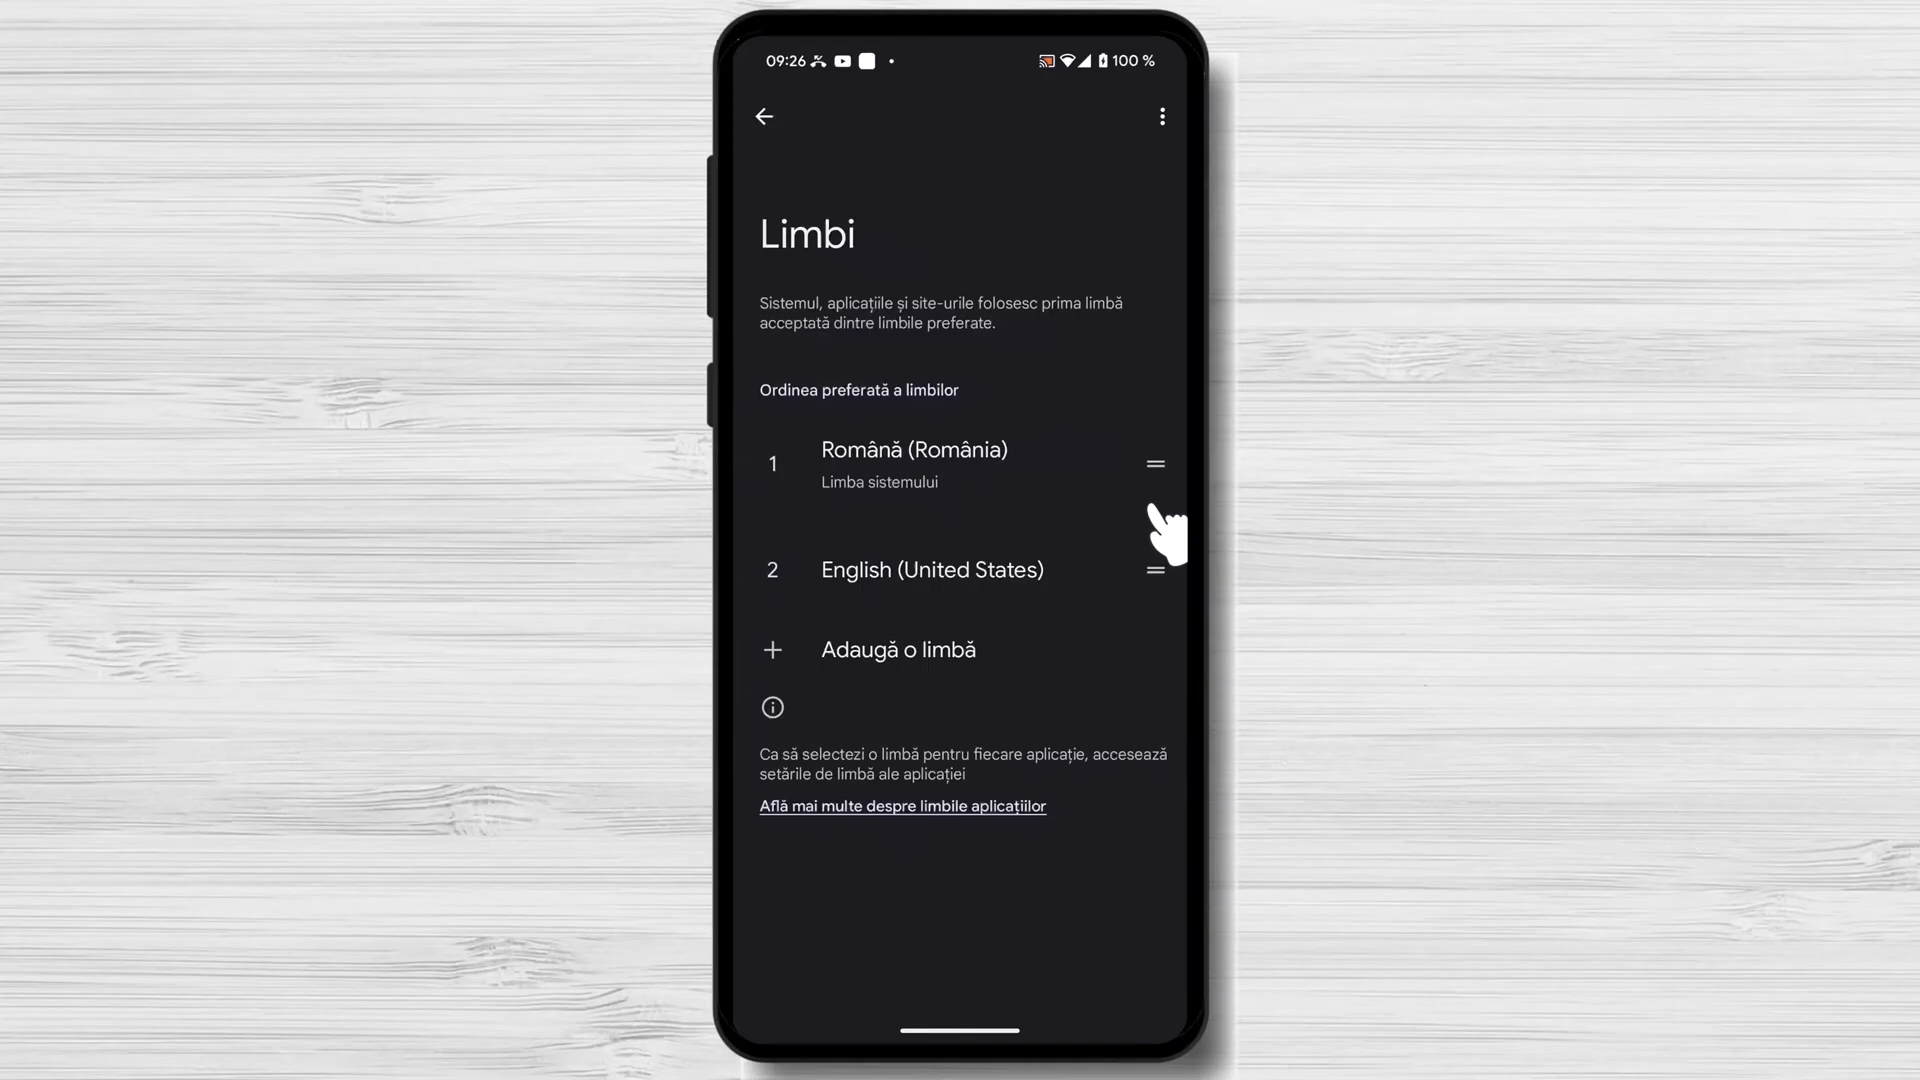 09:26
100 %
Limbi
Sistemul, aplicațiile și site-urile folosesc prima limbă
acceptată dintre limbile preferate.
Ordinea preferată a limbilor
1
Română (România)
Limba sistemului
2
English (United States)
Adaugă o limbă
Ca să selectezi o limbă pentru fiecare aplicație, accesează
setările de limbă ale aplicației
Află mai multe despre limbile aplicațiilor